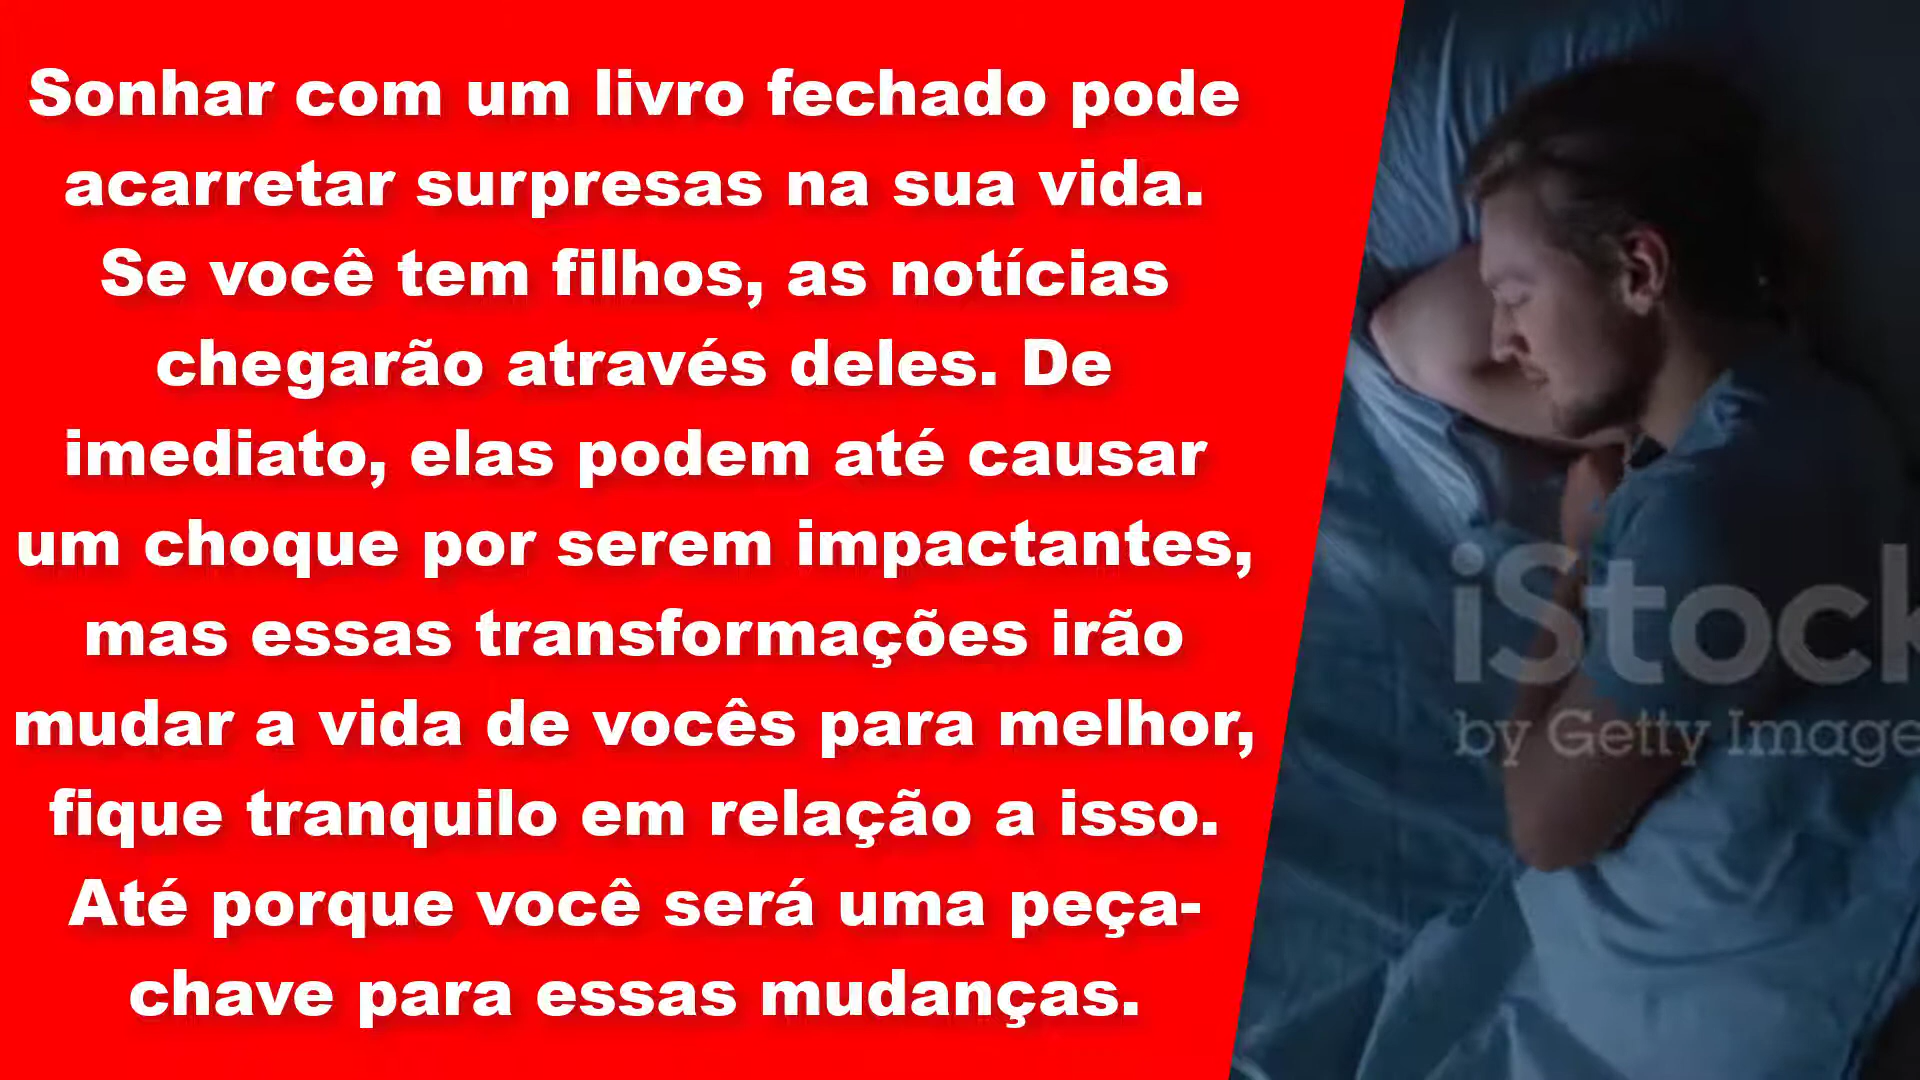 Sonhar com um livro fechado pode
acarretar surpresas na sua vida.
Se você tem filhos, as notícias
chegarão através deles. De
imediato, elas podem até causar
um choque por serem impactantes,
mas essas transformações irão
mudar a vida de vocês para melhor,
fique tranquilo em relação a isso.
Até porque você será uma peça-
chave para essas mudanças.
iStock
by Getty Image